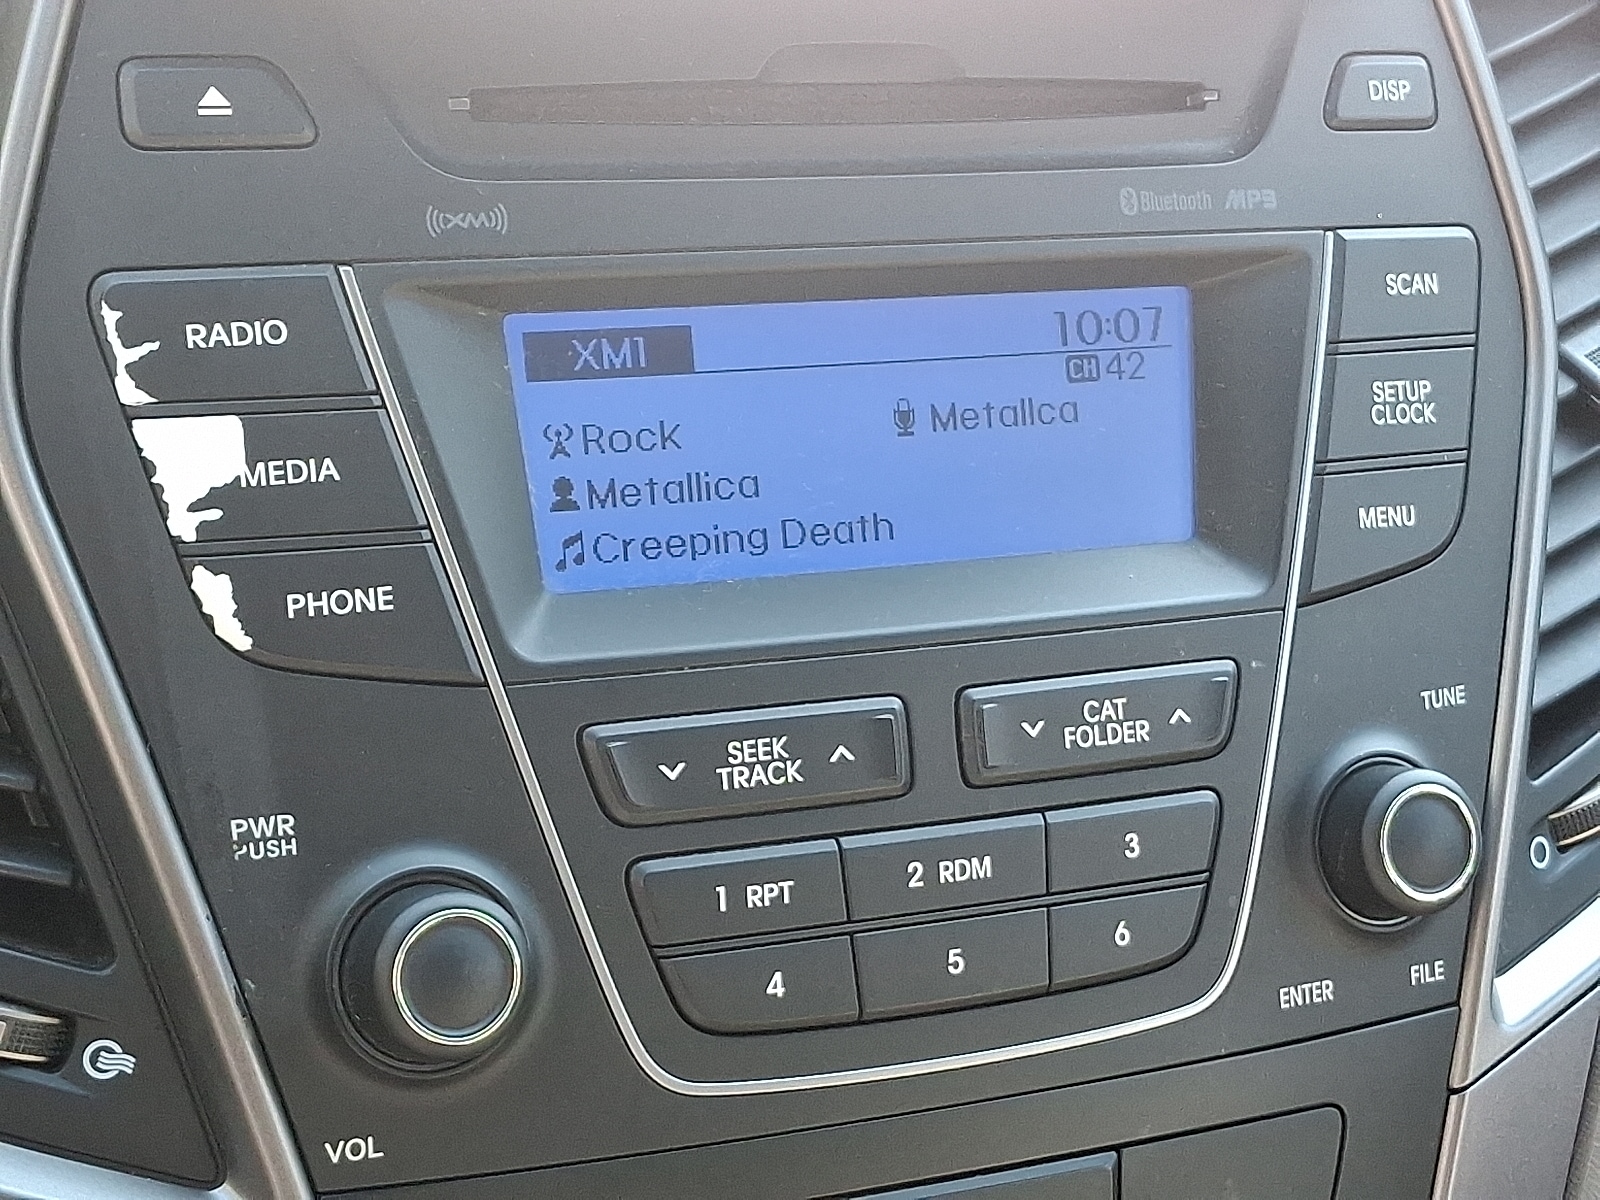 DISP
((XM))
Bluetooth MP3
RADIO
MEDIA
PHONE
XM1
10:07
CH 42
Rock
Metallca
Metallica
Creeping Death
SCAN
SETUP
CLOCK
MENU
SEEK
TRACK
CAT
FOLDER
TUNE
PWR
PUSH
1 RPT
2 RDM
3
4
5
6
ENTER
FILE
VOL